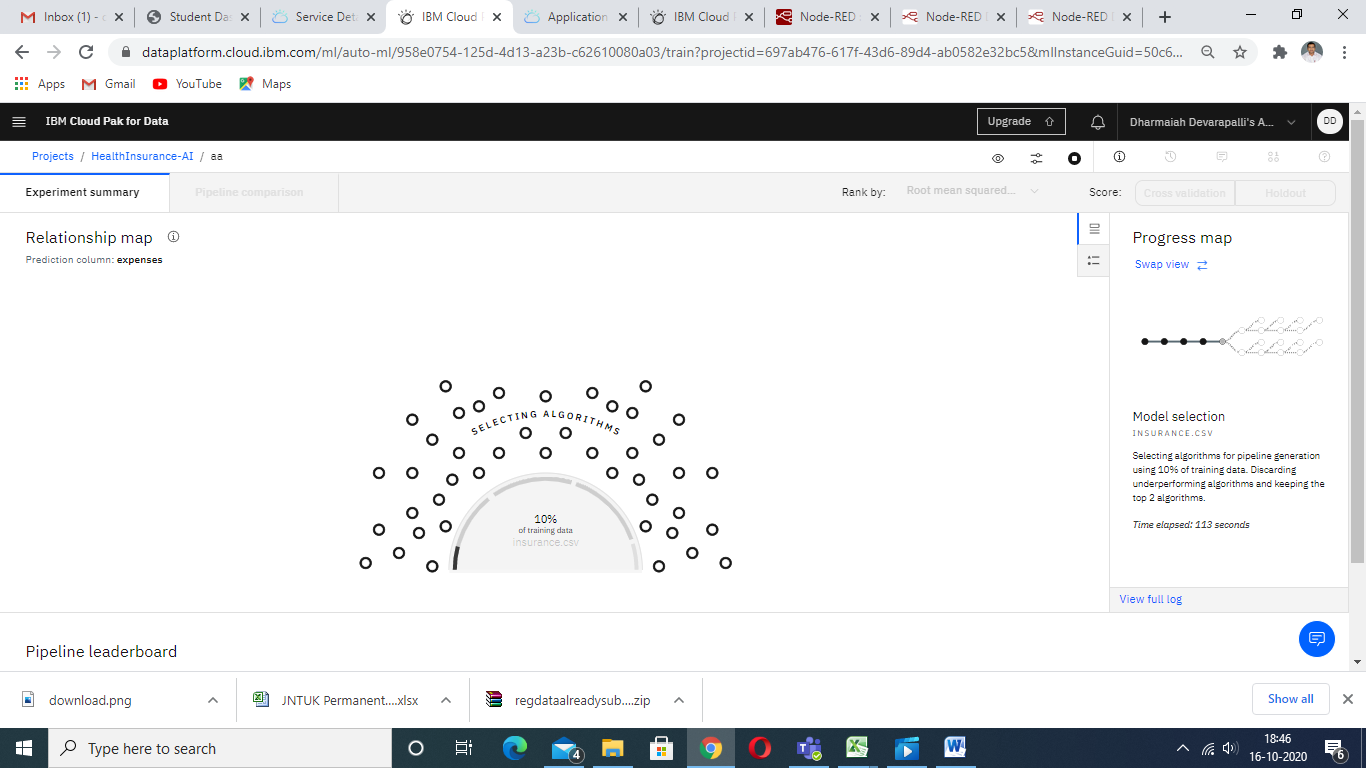 Inbox (1) - c
Student Das
Service Deta
IBM Cloud P
Application
IBM Cloud P
Node-RED :
Node-RED
Node-RED
dataplatform.cloud.ibm.com/ml/auto-ml/958e0754-125d-4d13-a23b-c62610080a03/train?projectid=697ab476-617f-43d6-89d4-ab0582e32bc5&mlInstanceGuid=50c6...
Apps
Gmail
YouTube
Maps
IBM Cloud Pak for Data
Upgrade
Dharmaiah Devarapalli's A...
DD
Projects / HealthInsurance-AI / aa
Experiment summary
Pipeline comparison
Rank by:
Root mean squared...
Score:
Cross validation
Holdout
Relationship map
Prediction column: expenses
SELECTING ALGORITHMS
10%
of training data
insurance.csv
Progress map
Swap view
Model selection
INSURANCE.CSV
Selecting algorithms for pipeline generation
using 10% of training data. Discarding
underperforming algorithms and keeping the
top 2 algorithms.
Time elapsed: 113 seconds
View full log
Pipeline leaderboard
download.png
JNTUK Permanent....xlsx
regdataalreadysub....zip
Show all
Type here to search
4
18:46
16-10-2020
6